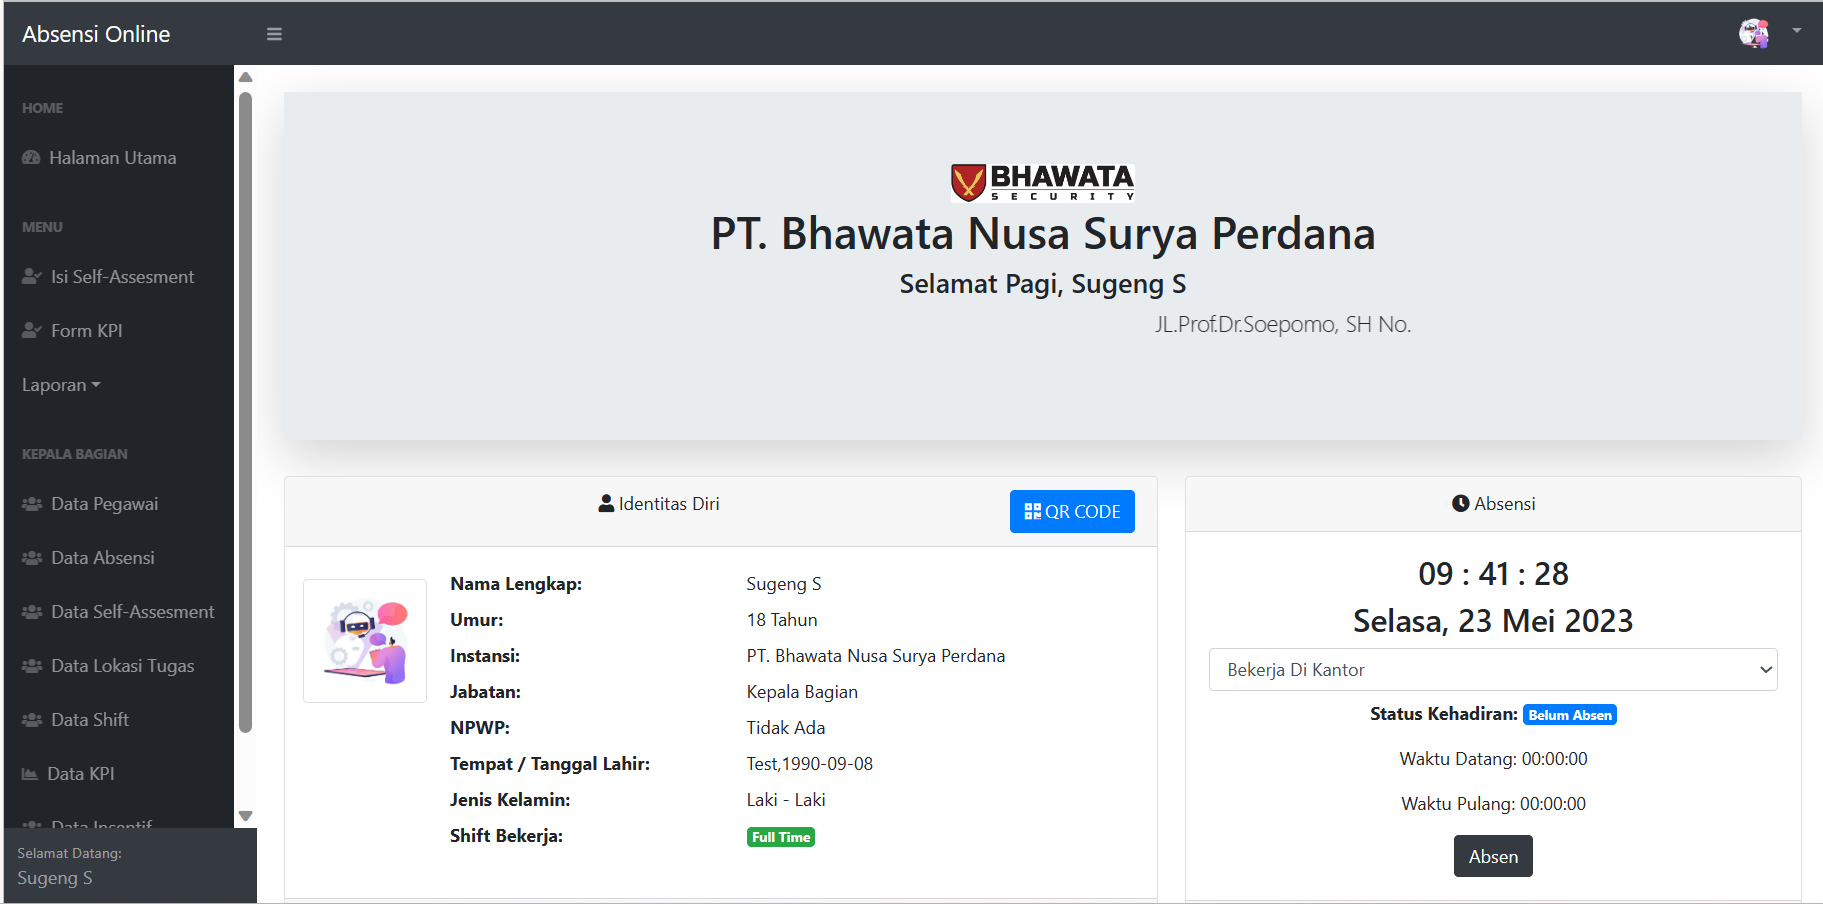 Absensi Online
HOME
Halaman Utama
MENU
Isi Self-Assesment
Form KPI
Laporan
KEPALA BAGIAN
Data Pegawai
Data Absensi
Data Self-Assesment
Data Lokasi Tugas
Data Shift
Data KPI
Data Insentif
Selamat Datang:
Sugeng S
BHAWATA
SECURITY
PT. Bhawata Nusa Surya Perdana
Selamat Pagi, Sugeng S
JL.Prof.Dr.Soepomo, SH No.
Identitas Diri
QR CODE
Nama Lengkap: Sugeng S
Umur: 18 Tahun
Instansi: PT. Bhawata Nusa Surya Perdana
Jabatan: Kepala Bagian
NPWP: Tidak Ada
Tempat / Tanggal Lahir: Test,1990-09-08
Jenis Kelamin: Laki - Laki
Shift Bekerja: Full Time
Absensi
09 : 41 : 28
Selasa, 23 Mei 2023
Bekerja Di Kantor
Status Kehadiran: Belum Absen
Waktu Datang: 00:00:00
Waktu Pulang: 00:00:00
Absen